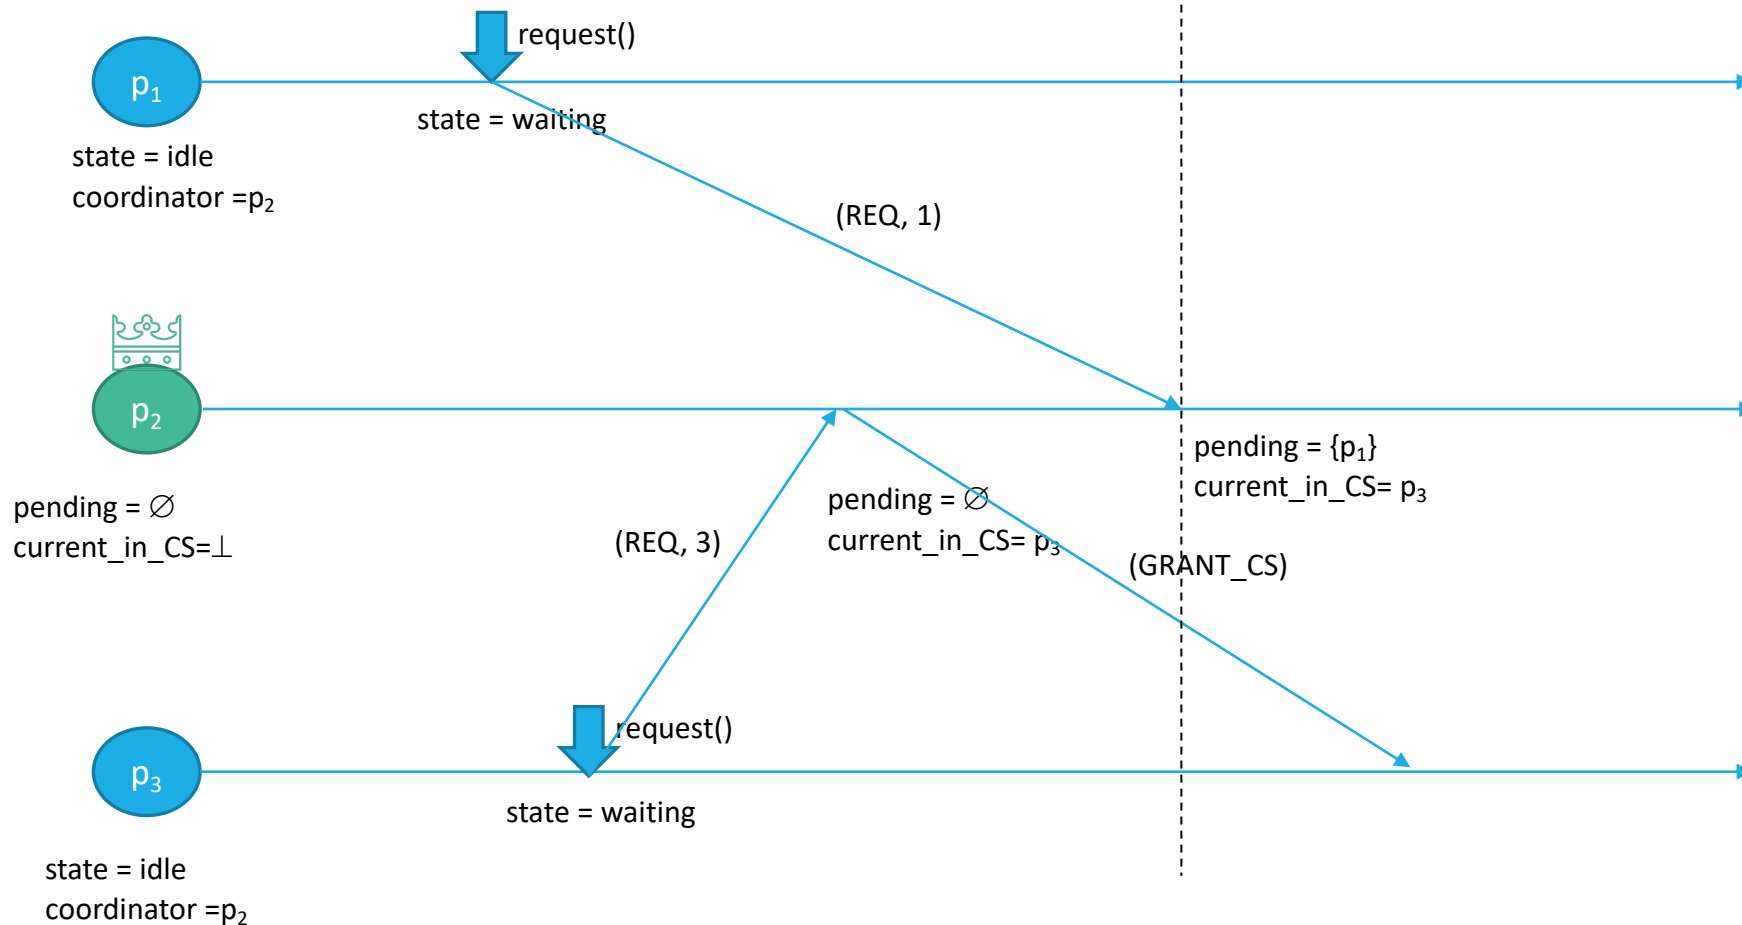 request()
p₁
state = waiting
state = idle
coordinator =p₂
(REQ, 1)
p₂
pending = {p₁}
current_in_CS= p₃
pending = ∅
current_in_CS=⊥
pending = ∅
current_in_CS= p₃
(REQ, 3)
(GRANT_CS)
request()
p₃
state = waiting
state = idle
coordinator =p₂